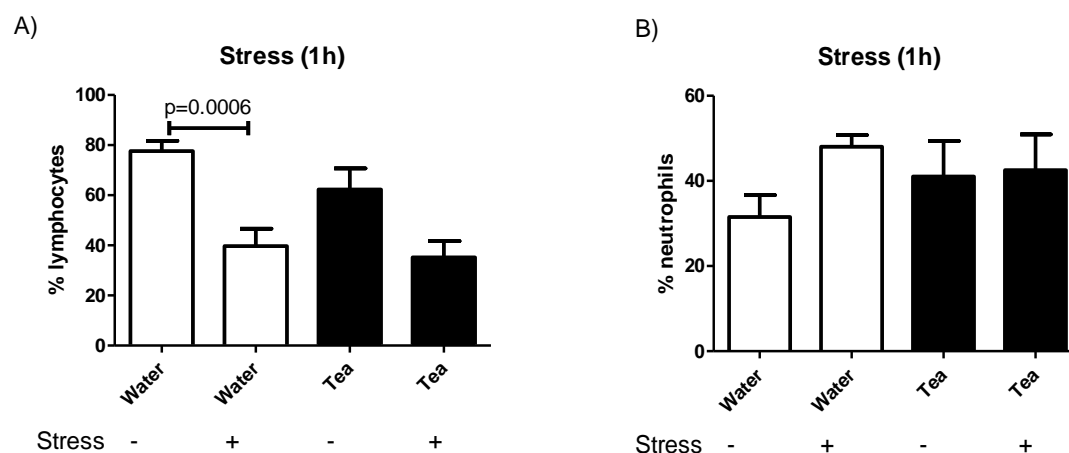 A)
Stress (1h)
p=0.0006
% lymphocytes
100
80
60
40
20
0
Water Water Tea Tea
Stress - + - +
B)
Stress (1h)
% neutrophils
60
40
20
0
Water Water Tea Tea
Stress - + - +